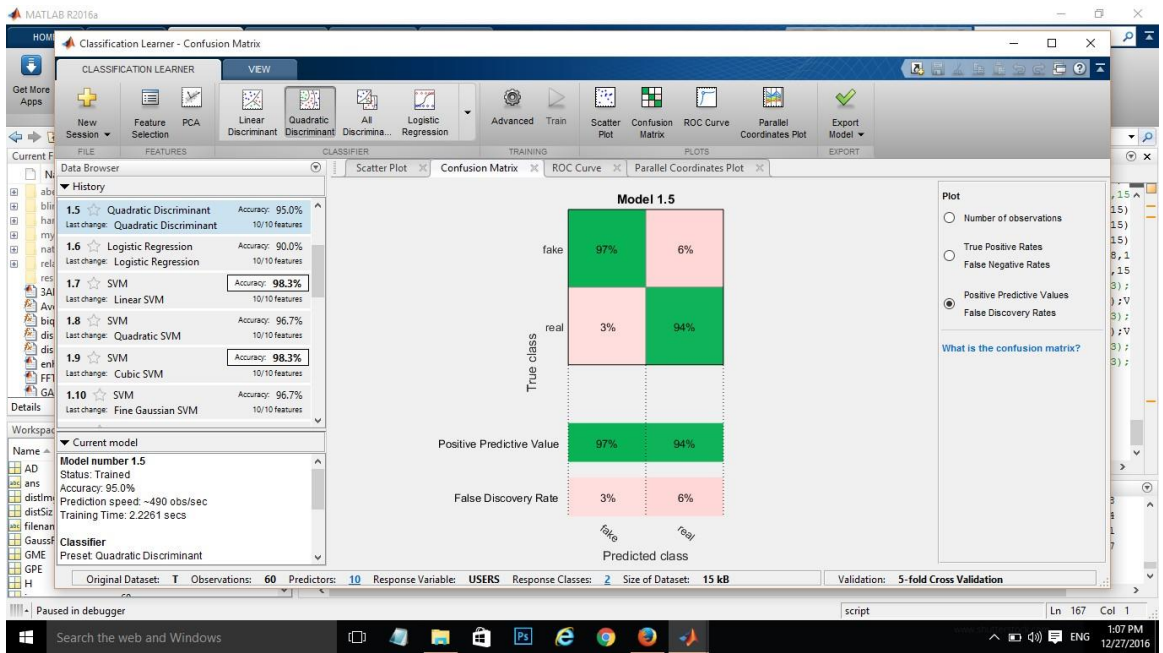 MATLAB R2016a
HOM
Classification Learner - Confusion Matrix
CLASSIFICATION LEARNER
VIEW
Get More
Apps
New
Session
Feature
Selection
PCA
Linear
Discriminant
Quadratic
Discriminant
All
Discrimina...
Logistic
Regression
Advanced
Train
Scatter
Plot
Confusion
Matrix
ROC Curve
Parallel
Coordinates Plot
Export
Model
FILE
FEATURES
CLASSIFIER
TRAINING
PLOTS
EXPORT
Current F
Data Browser
Scatter Plot
Confusion Matrix
ROC Curve
Parallel Coordinates Plot
History
1.5 Quadratic Discriminant Accuracy: 95.0%
Last change: Quadratic Discriminant 10/10 features
1.6 Logistic Regression Accuracy: 90.0%
Last change: Logistic Regression 10/10 features
1.7 SVM Accuracy: 98.3%
Last change: Linear SVM 10/10 features
1.8 SVM Accuracy: 96.7%
Last change: Quadratic SVM 10/10 features
1.9 SVM Accuracy: 98.3%
Last change: Cubic SVM 10/10 features
1.10 SVM Accuracy: 96.7%
Last change: Fine Gaussian SVM 10/10 features
Current model
Model number 1.5
Status: Trained
Accuracy: 95.0%
Prediction speed: ~490 obs/sec
Training Time: 2.2261 secs
Classifier
Preset: Quadratic Discriminant
Model 1.5
fake 97% 6%
real 3% 94%
True class
Positive Predictive Value 97% 94%
False Discovery Rate 3% 6%
fake real
Predicted class
Plot
Number of observations
True Positive Rates
False Negative Rates
Positive Predictive Values
False Discovery Rates
What is the confusion matrix?
Details
Workspac
Name
AD
ans
distIm
distSiz
filenan
GaussF
GME
GPE
H
Original Dataset: T Observations: 60 Predictors: 10 Response Variable: USERS Response Classes: 2 Size of Dataset: 15 kB
Validation: 5-fold Cross Validation
Paused in debugger
script
Ln 167 Col 1
Search the web and Windows
Ps
ENG
1:07 PM
12/27/2016